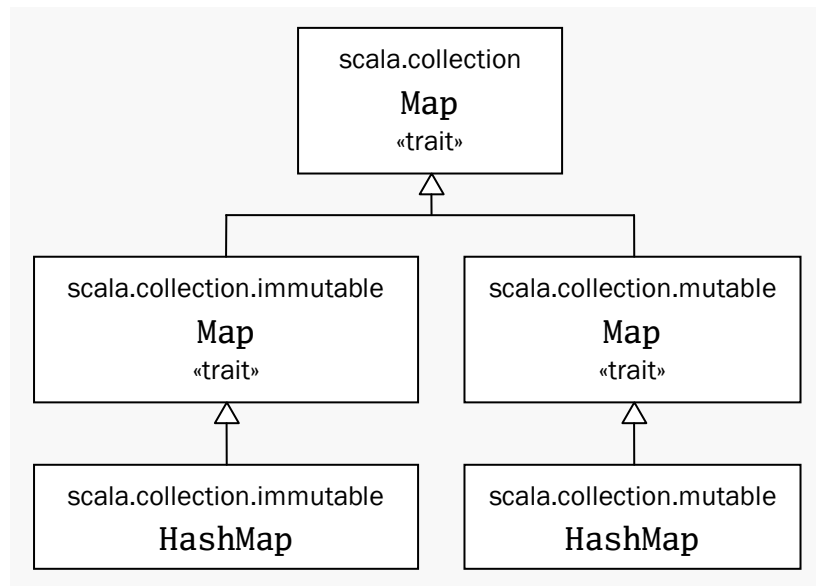 scala.collection
Map
«trait»
scala.collection.immutable
Map
«trait»
scala.collection.mutable
Map
«trait»
scala.collection.immutable
HashMap
scala.collection.mutable
HashMap